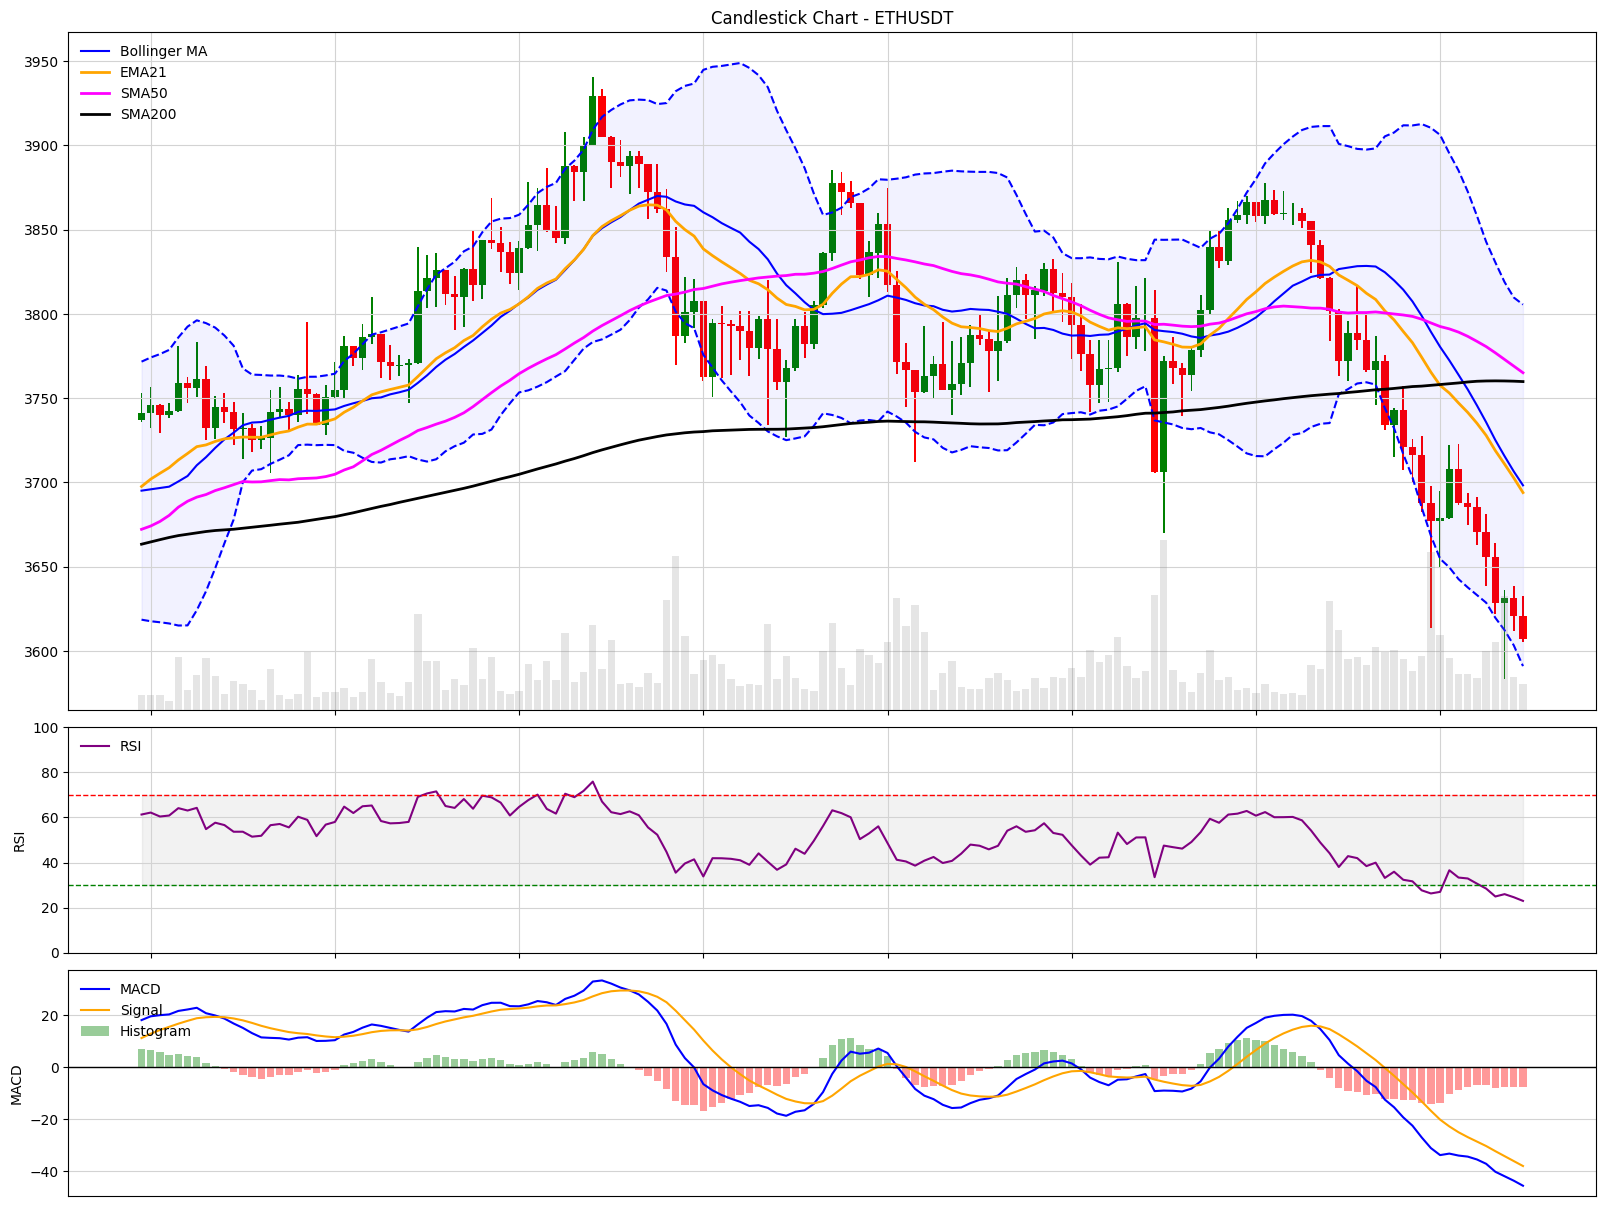 Candlestick Chart - ETHUSDT
Bollinger MA
EMA21
SMA50
SMA200
3950
3900
3850
3800
3750
3700
3650
3600
RSI
100
80
60
40
20
0
RSI
MACD
Signal
Histogram
20
0
−20
−40
MACD